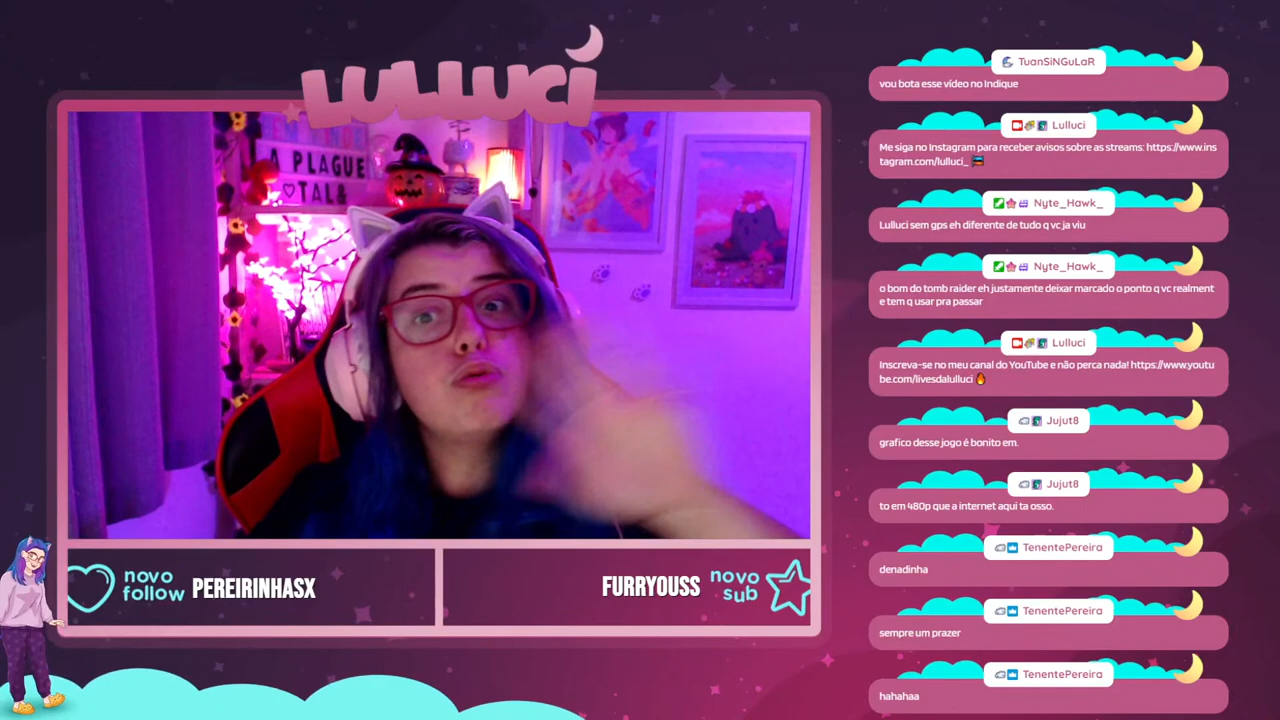 Lulluci
A PLAGUE
♡TAL&
novo
follow
PEREIRINHASX
FURRYOUSS
novo
sub
TuanSiNGuLaR
vou bota esse vídeo no Indique
Lulluci
Me siga no Instagram para receber avisos sobre as streams: https://www.ins
tagram.com/lulluci_
Nyte_Hawk_
Lulluci sem gps eh diferente de tudo q vc ja viu
Nyte_Hawk_
o bom do tomb raider eh justamente deixar marcado o ponto q vc realment
e tem q usar pra passar
Lulluci
Inscreva-se no meu canal do YouTube e não perca nada! https://www.youtu
be.com/livesdalulluci
Jujut8
grafico desse jogo é bonito em.
Jujut8
to em 480p que a internet aqui ta osso.
TenentePereira
denadinha
TenentePereira
sempre um prazer
TenentePereira
hahahaa